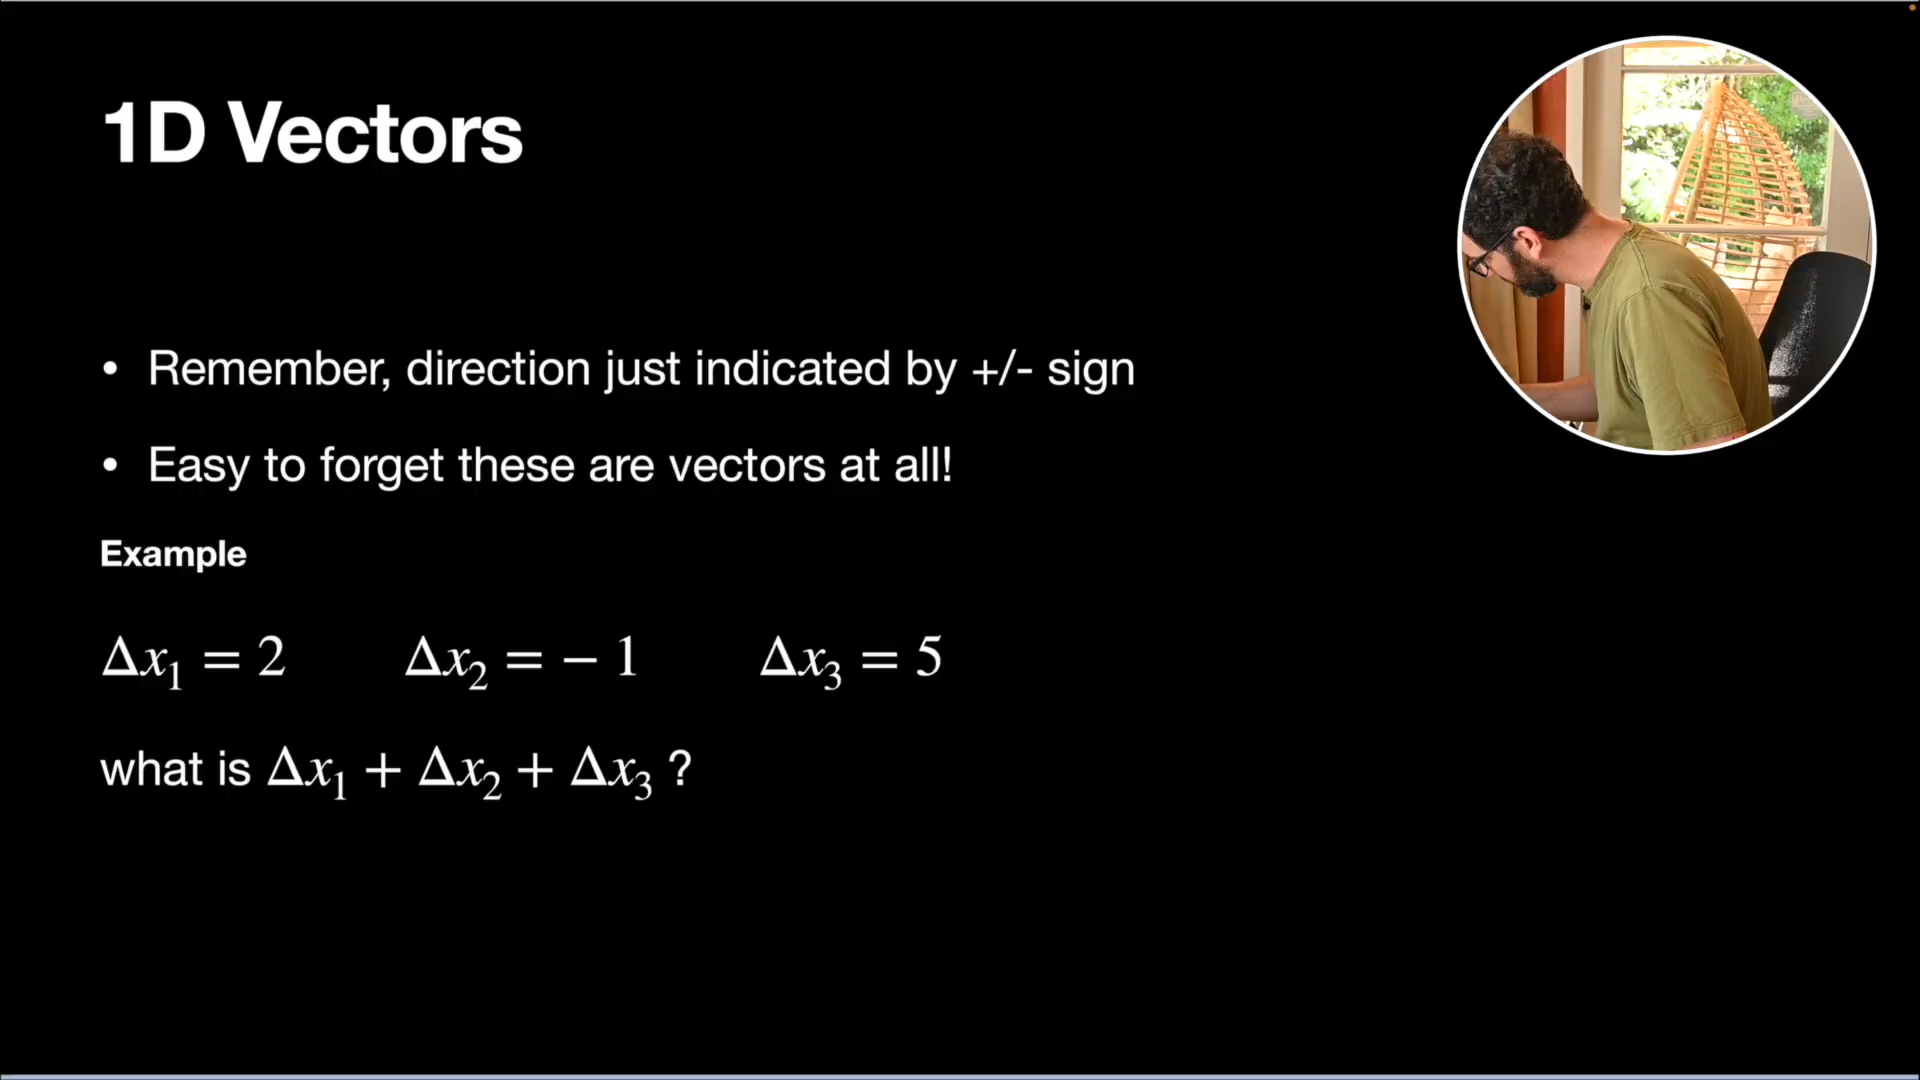 1D Vectors
• Remember, direction just indicated by +/- sign
• Easy to forget these are vectors at all!
Example
Δx₁ = 2 Δx₂ = − 1 Δx₃ = 5
what is Δx₁ + Δx₂ + Δx₃ ?